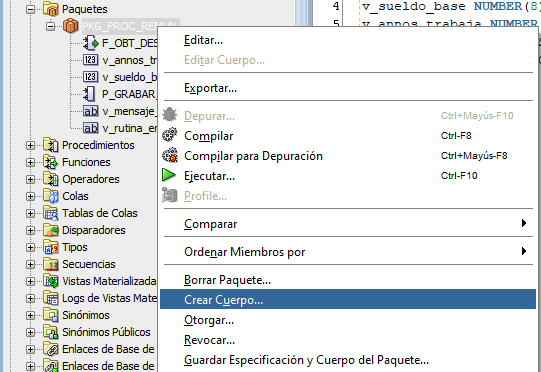 Paquetes
PKG_PROC_REMUN
F_OBT_DES
v_annos_tr
v_sueldo_b
P_GRABAR_
v_mensaje_
v_rutina_er
Procedimientos
Funciones
Operadores
Colas
Tablas de Colas
Disparadores
Tipos
Secuencias
Vistas Materializada
Logs de Vistas Mate
Sinónimos
Sinónimos Públicos
Enlaces de Base de
Enlaces de Base de
4 v_sueldo_base NUMBER(8)
5 v_annos_trabaja NUMBER
Editar...
Editar Cuerpo...
Exportar...
Depurar... Ctrl+Mayús-F10
Compilar Ctrl-F8
Compilar para Depuración Ctrl+Mayús-F8
Ejecutar... Ctrl-F10
Profile...
Comparar
Ordenar Miembros por
Borrar Paquete...
Crear Cuerpo...
Otorgar...
Revocar...
Guardar Especificación y Cuerpo del Paquete...